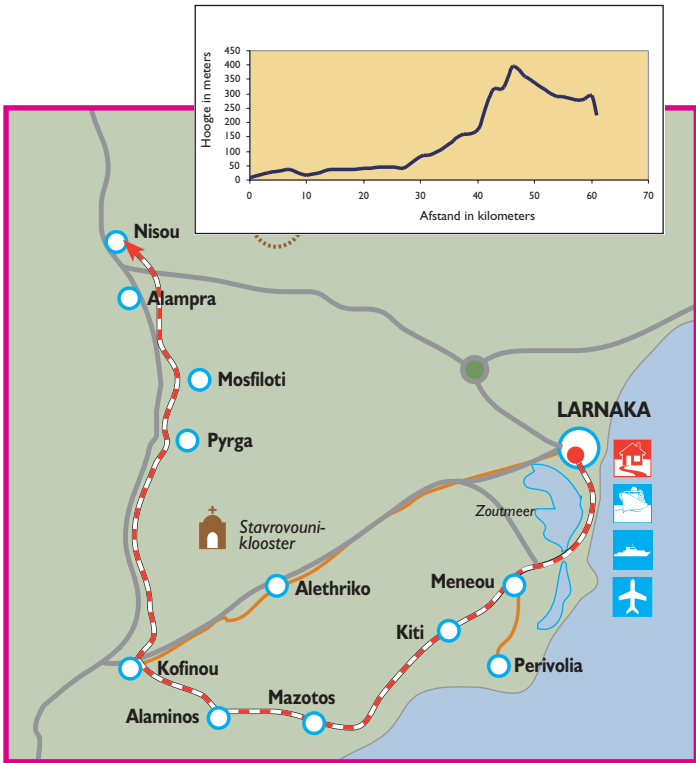 450
400
350
300
250
200
150
100
50
0
Hoogte in meters
0 10 20 30 40 50 60 70
Afstand in kilometers
Nisou
Alampra
Mosfiloti
LARNAKA
Pyrga
Zoutmeer
Stavrovouni-
klooster
Meneou
Alethriko
Kiti
Perivolia
Kofinou
Mazotos
Alaminos